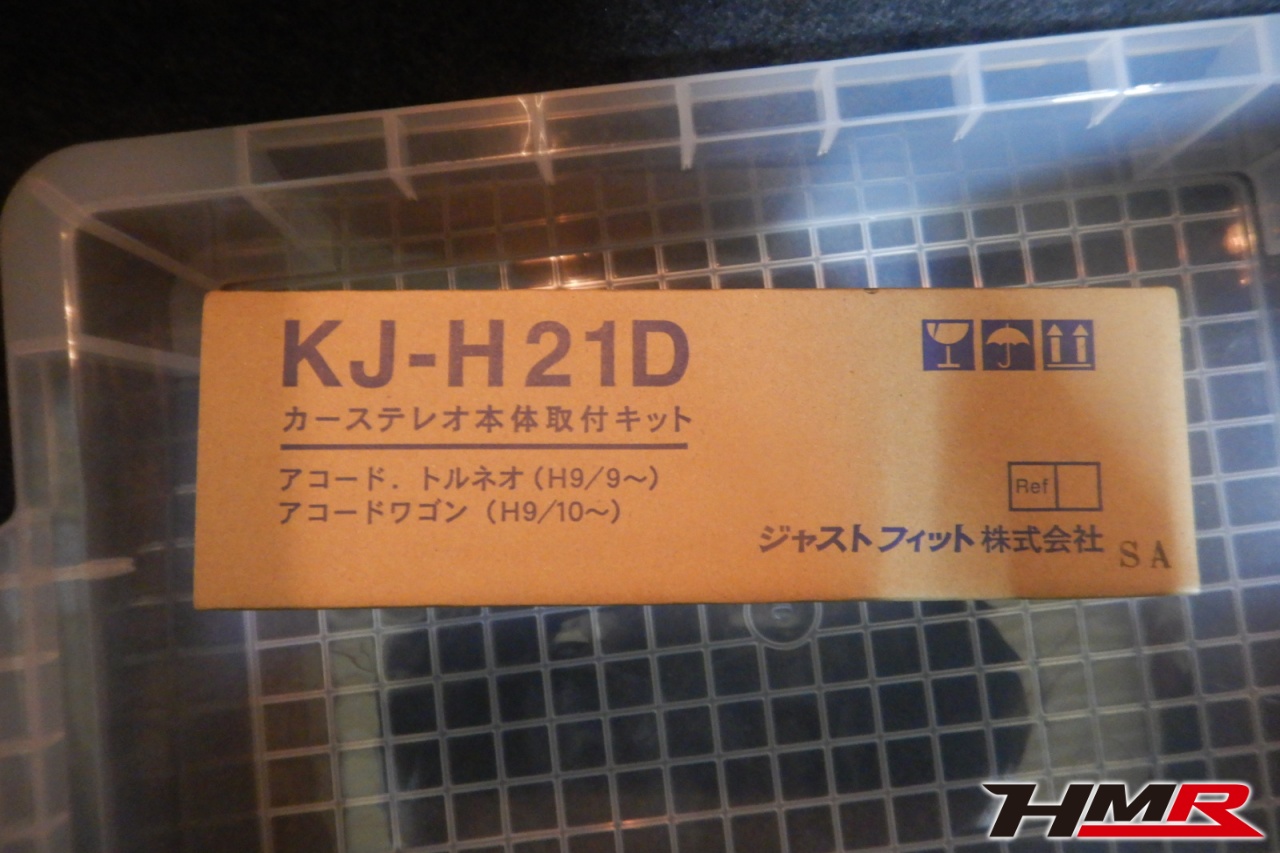 KJ-H21D
カーステレオ本体取付キット
アコード．トルネオ（H9/9～）
アコードワゴン（H9/10～）
Ref
ジャストフィット株式会社
SA
HMR